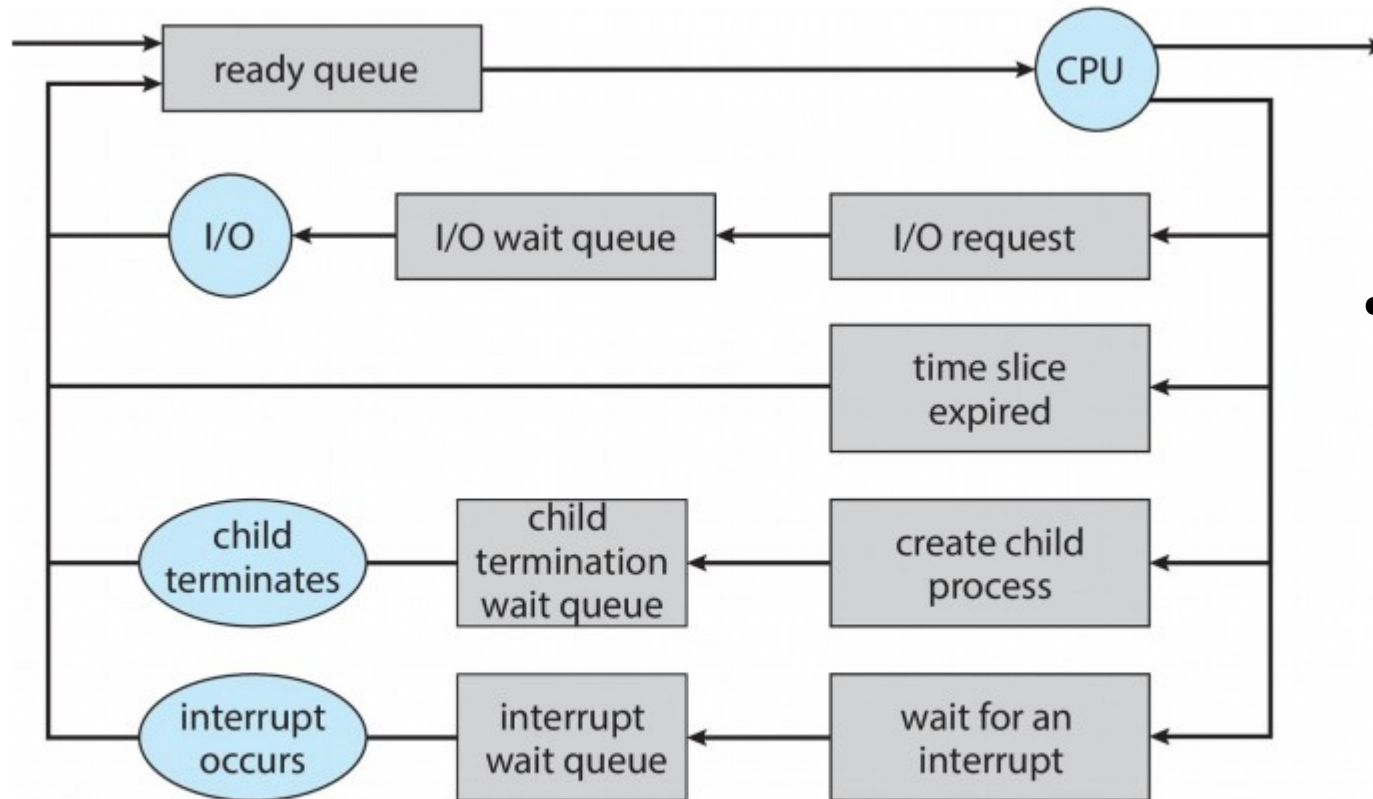 ready queue
CPU
I/O
I/O wait queue
I/O request
time slice
expired
child
terminates
child
termination
wait queue
create child
process
interrupt
occurs
interrupt
wait queue
wait for an
interrupt